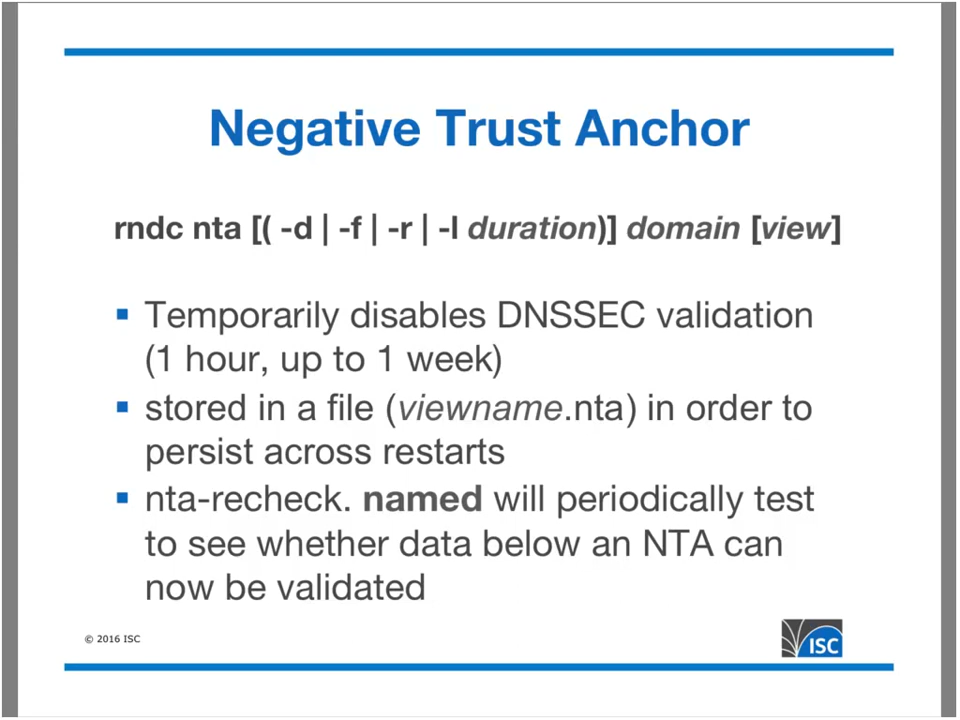 Negative Trust Anchor
rndc nta [( -d | -f | -r | -l duration)] domain [view]
▪ Temporarily disables DNSSEC validation
(1 hour, up to 1 week)
▪ stored in a file (viewname.nta) in order to
persist across restarts
▪ nta-recheck. named will periodically test
to see whether data below an NTA can
now be validated
© 2016 ISC
ISC